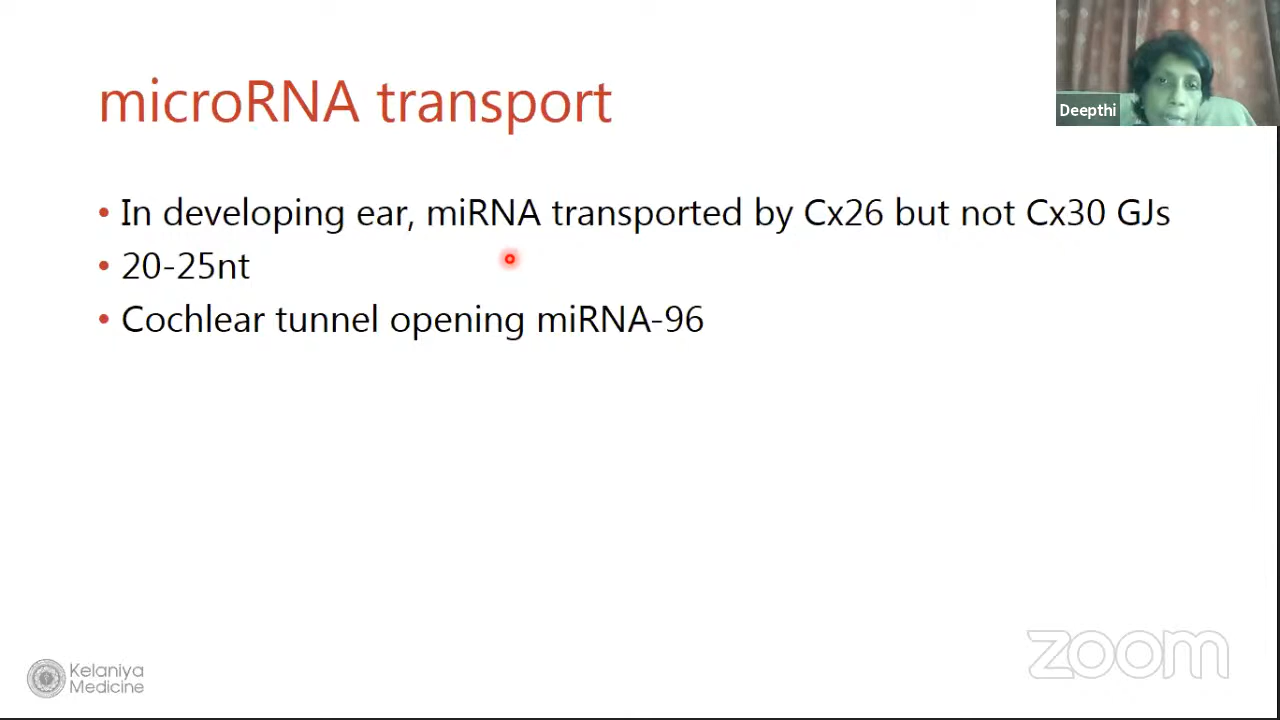 microRNA transport
Deepthi
• In developing ear, miRNA transported by Cx26 but not Cx30 GJs
• 20-25nt
• Cochlear tunnel opening miRNA-96
Kelaniya
Medicine
zoom